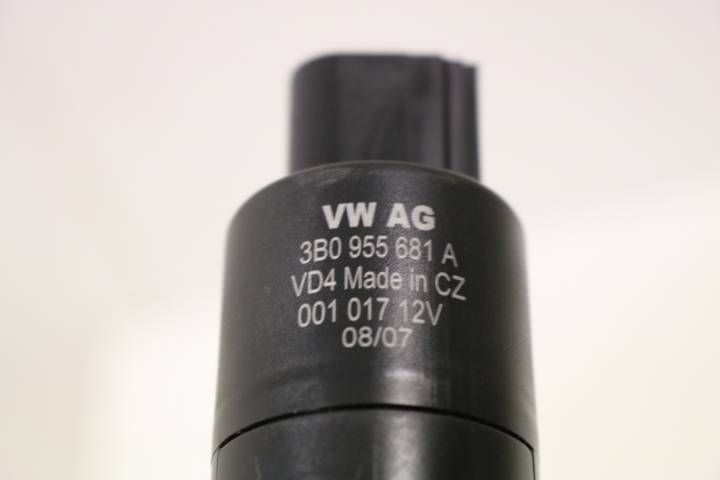 VW AG
3B0 955 681 A
VD4 Made in CZ
001 017 12V
08/07